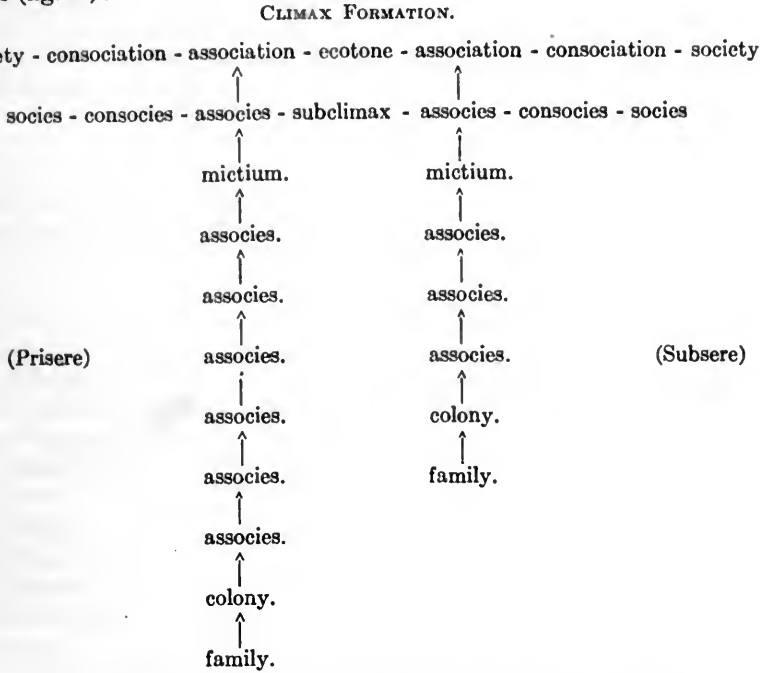 CLIMAX FORMATION.
ety - consociation - association - ecotone - association - consociation - society
socies - consocies - associes - subclimax - associes - consocies - socies
mictium. mictium.
associes. associes.
associes. associes.
(Prisere) associes. associes. (Subsere)
associes. colony.
associes. family.
associes.
colony.
family.